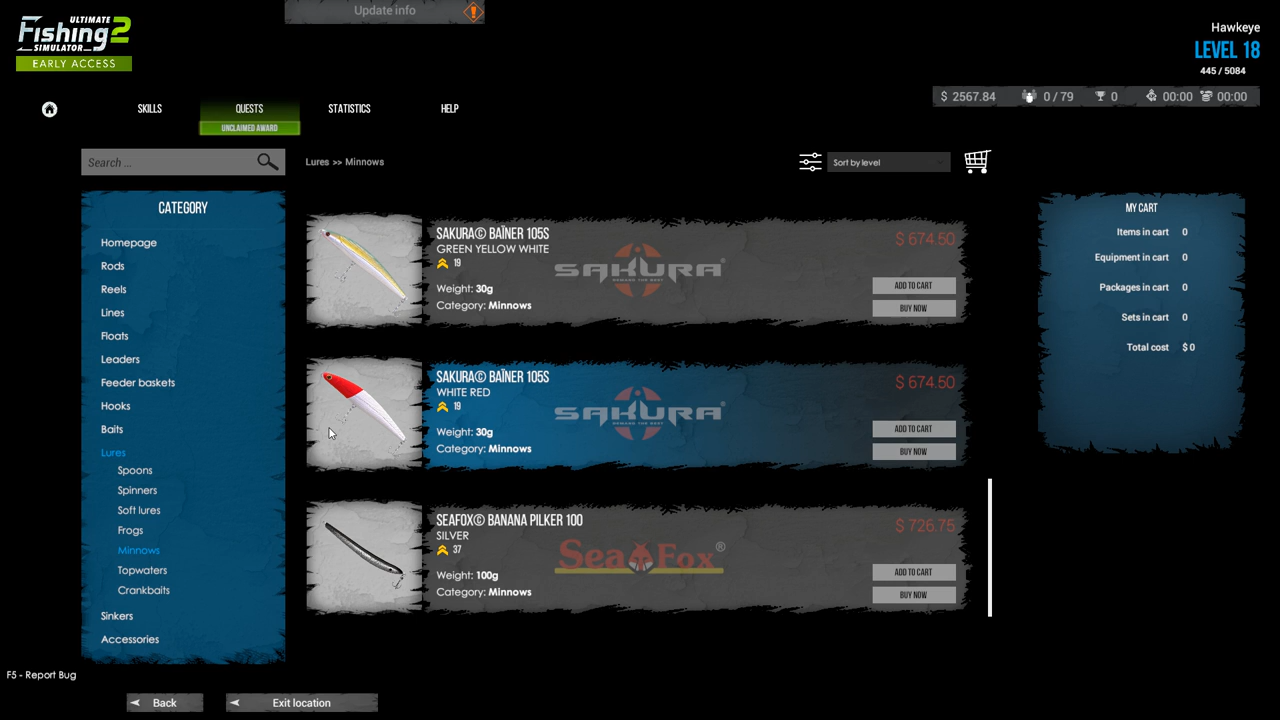 Update info
ULTIMATE
Fishing 2
SIMULATOR
EARLY ACCESS
Hawkeye
LEVEL 18
445 / 5084
$ 2567.84 0 / 79 0 00:00 00:00
SKILLS QUESTS STATISTICS HELP
UNCLAIMED AWARD
Search ...
Lures >> Minnows
Sort by level
CATEGORY
Homepage
Rods
Reels
Lines
Floats
Leaders
Feeder baskets
Hooks
Baits
Lures
Spoons
Spinners
Soft lures
Frogs
Minnows
Topwaters
Crankbaits
Sinkers
Accessories
SAKURA© BAÏNER 105S
GREEN YELLOW WHITE
19
Weight: 30g
Category: Minnows
SAKURA®
DEMAND THE BEST
$ 674.50
ADD TO CART
BUY NOW
SAKURA© BAÏNER 105S
WHITE RED
19
Weight: 30g
Category: Minnows
SAKURA®
DEMAND THE BEST
$ 674.50
ADD TO CART
BUY NOW
SEAFOX© BANANA PILKER 100
SILVER
37
Weight: 100g
Category: Minnows
SeaFox®
$ 726.75
ADD TO CART
BUY NOW
MY CART
Items in cart 0
Equipment in cart 0
Packages in cart 0
Sets in cart 0
Total cost $ 0
F5 - Report Bug
Back
Exit location